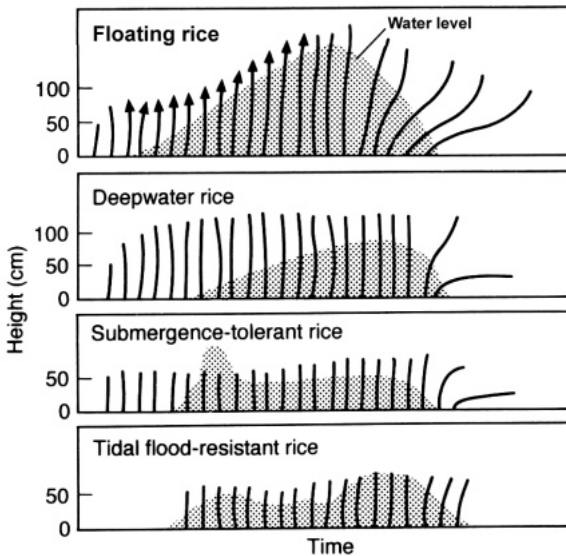 Floating rice
Water level
100
50
0
Deepwater rice
100
50
0
Submergence-tolerant rice
50
0
Tidal flood-resistant rice
50
0
Height (cm)
Time